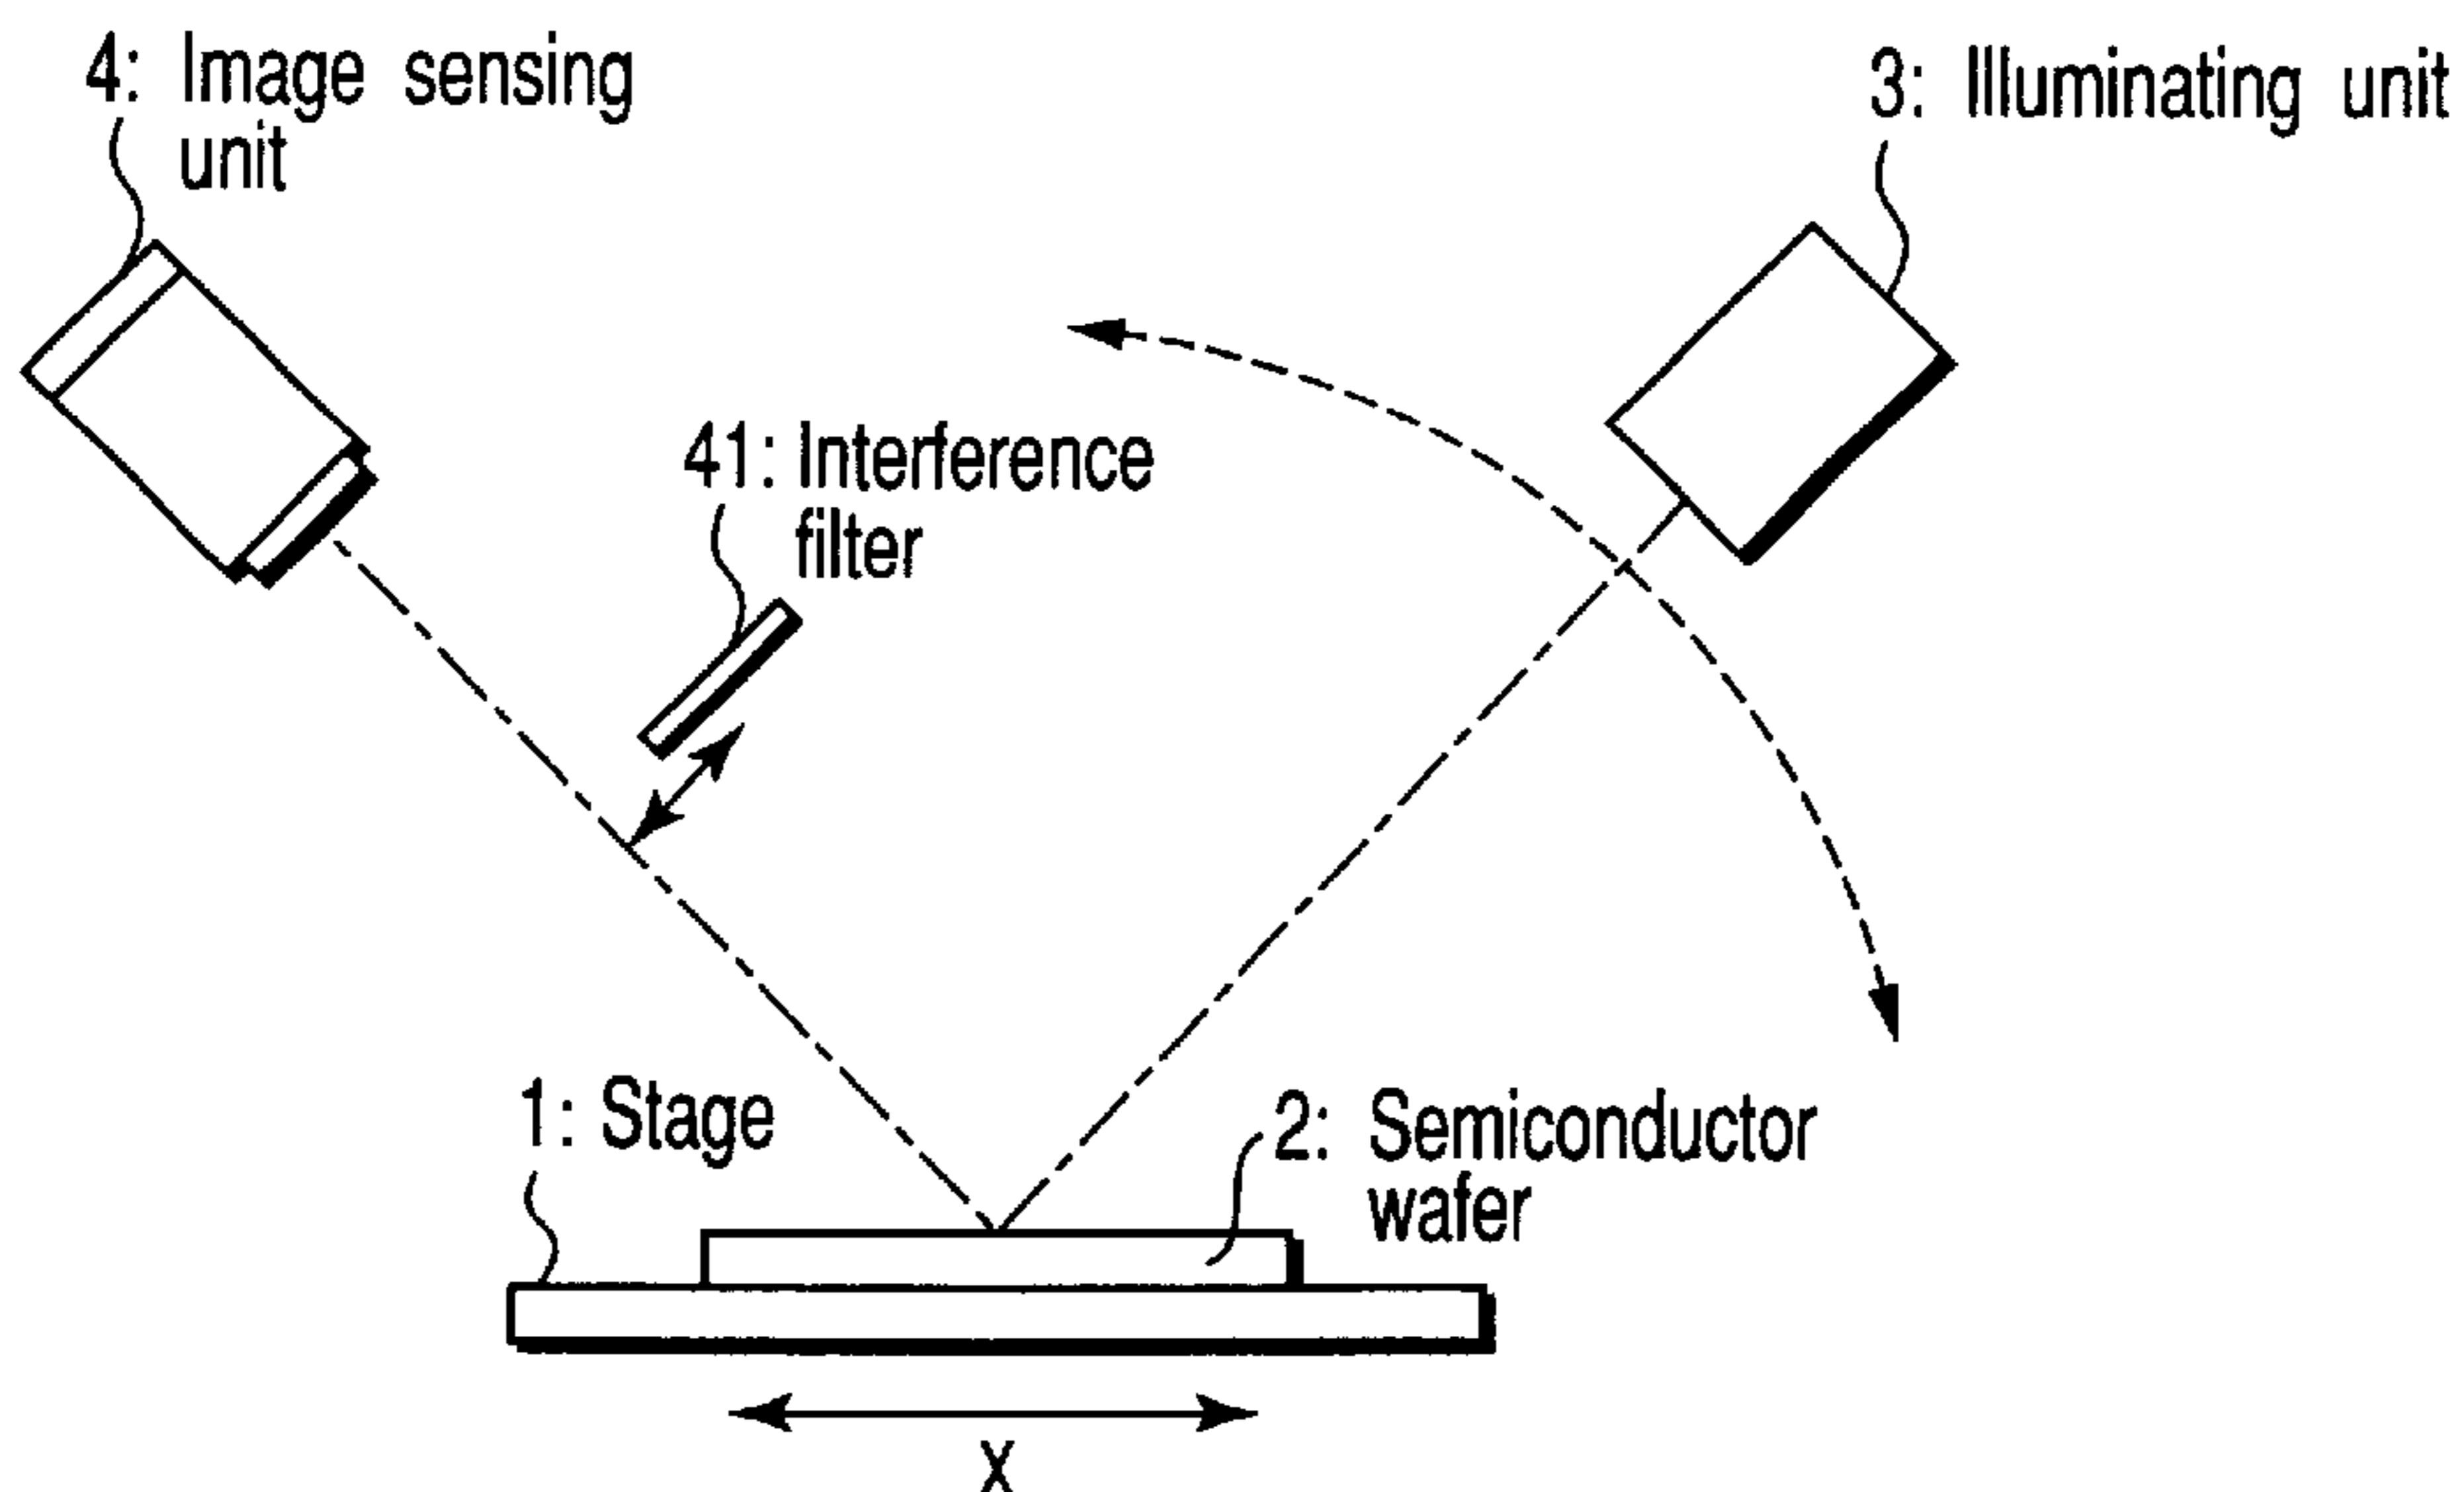 4: Image sensing
unit
3: Illuminating unit
41: Interference
filter
1: Stage
2: Semiconductor
wafer
X